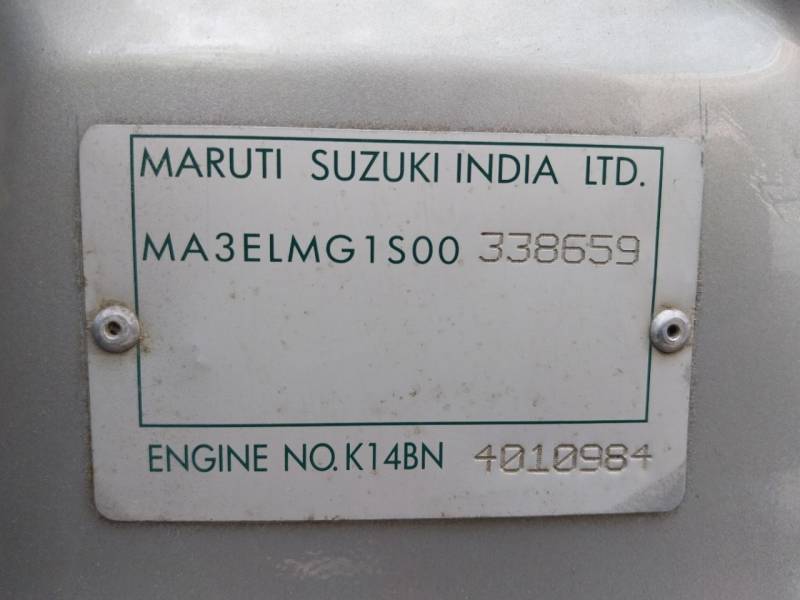 MARUTI SUZUKI INDIA LTD.
MA3ELMG1S00 338659
ENGINE NO. K14BN 4010984